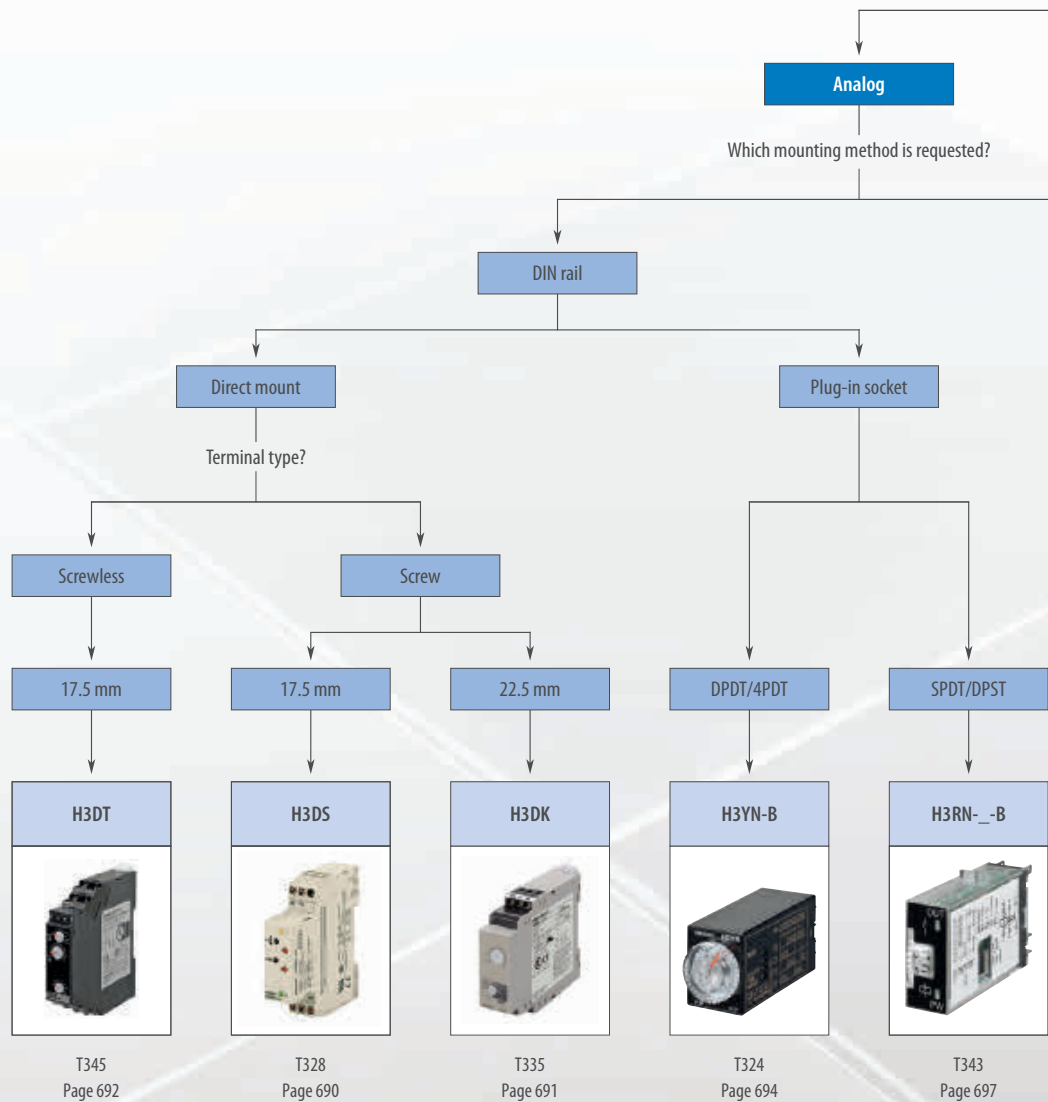 Analog
Which mounting method is requested?
DIN rail
Direct mount
Plug-in socket
Terminal type?
Screwless
Screw
17.5 mm
17.5 mm
22.5 mm
DPDT/4PDT
SPDT/DPST
H3DT
H3DS
H3DK
H3YN-B
H3RN-_-B
OUT
PW
T345
Page 692
T328
Page 690
T335
Page 691
T324
Page 694
T343
Page 697